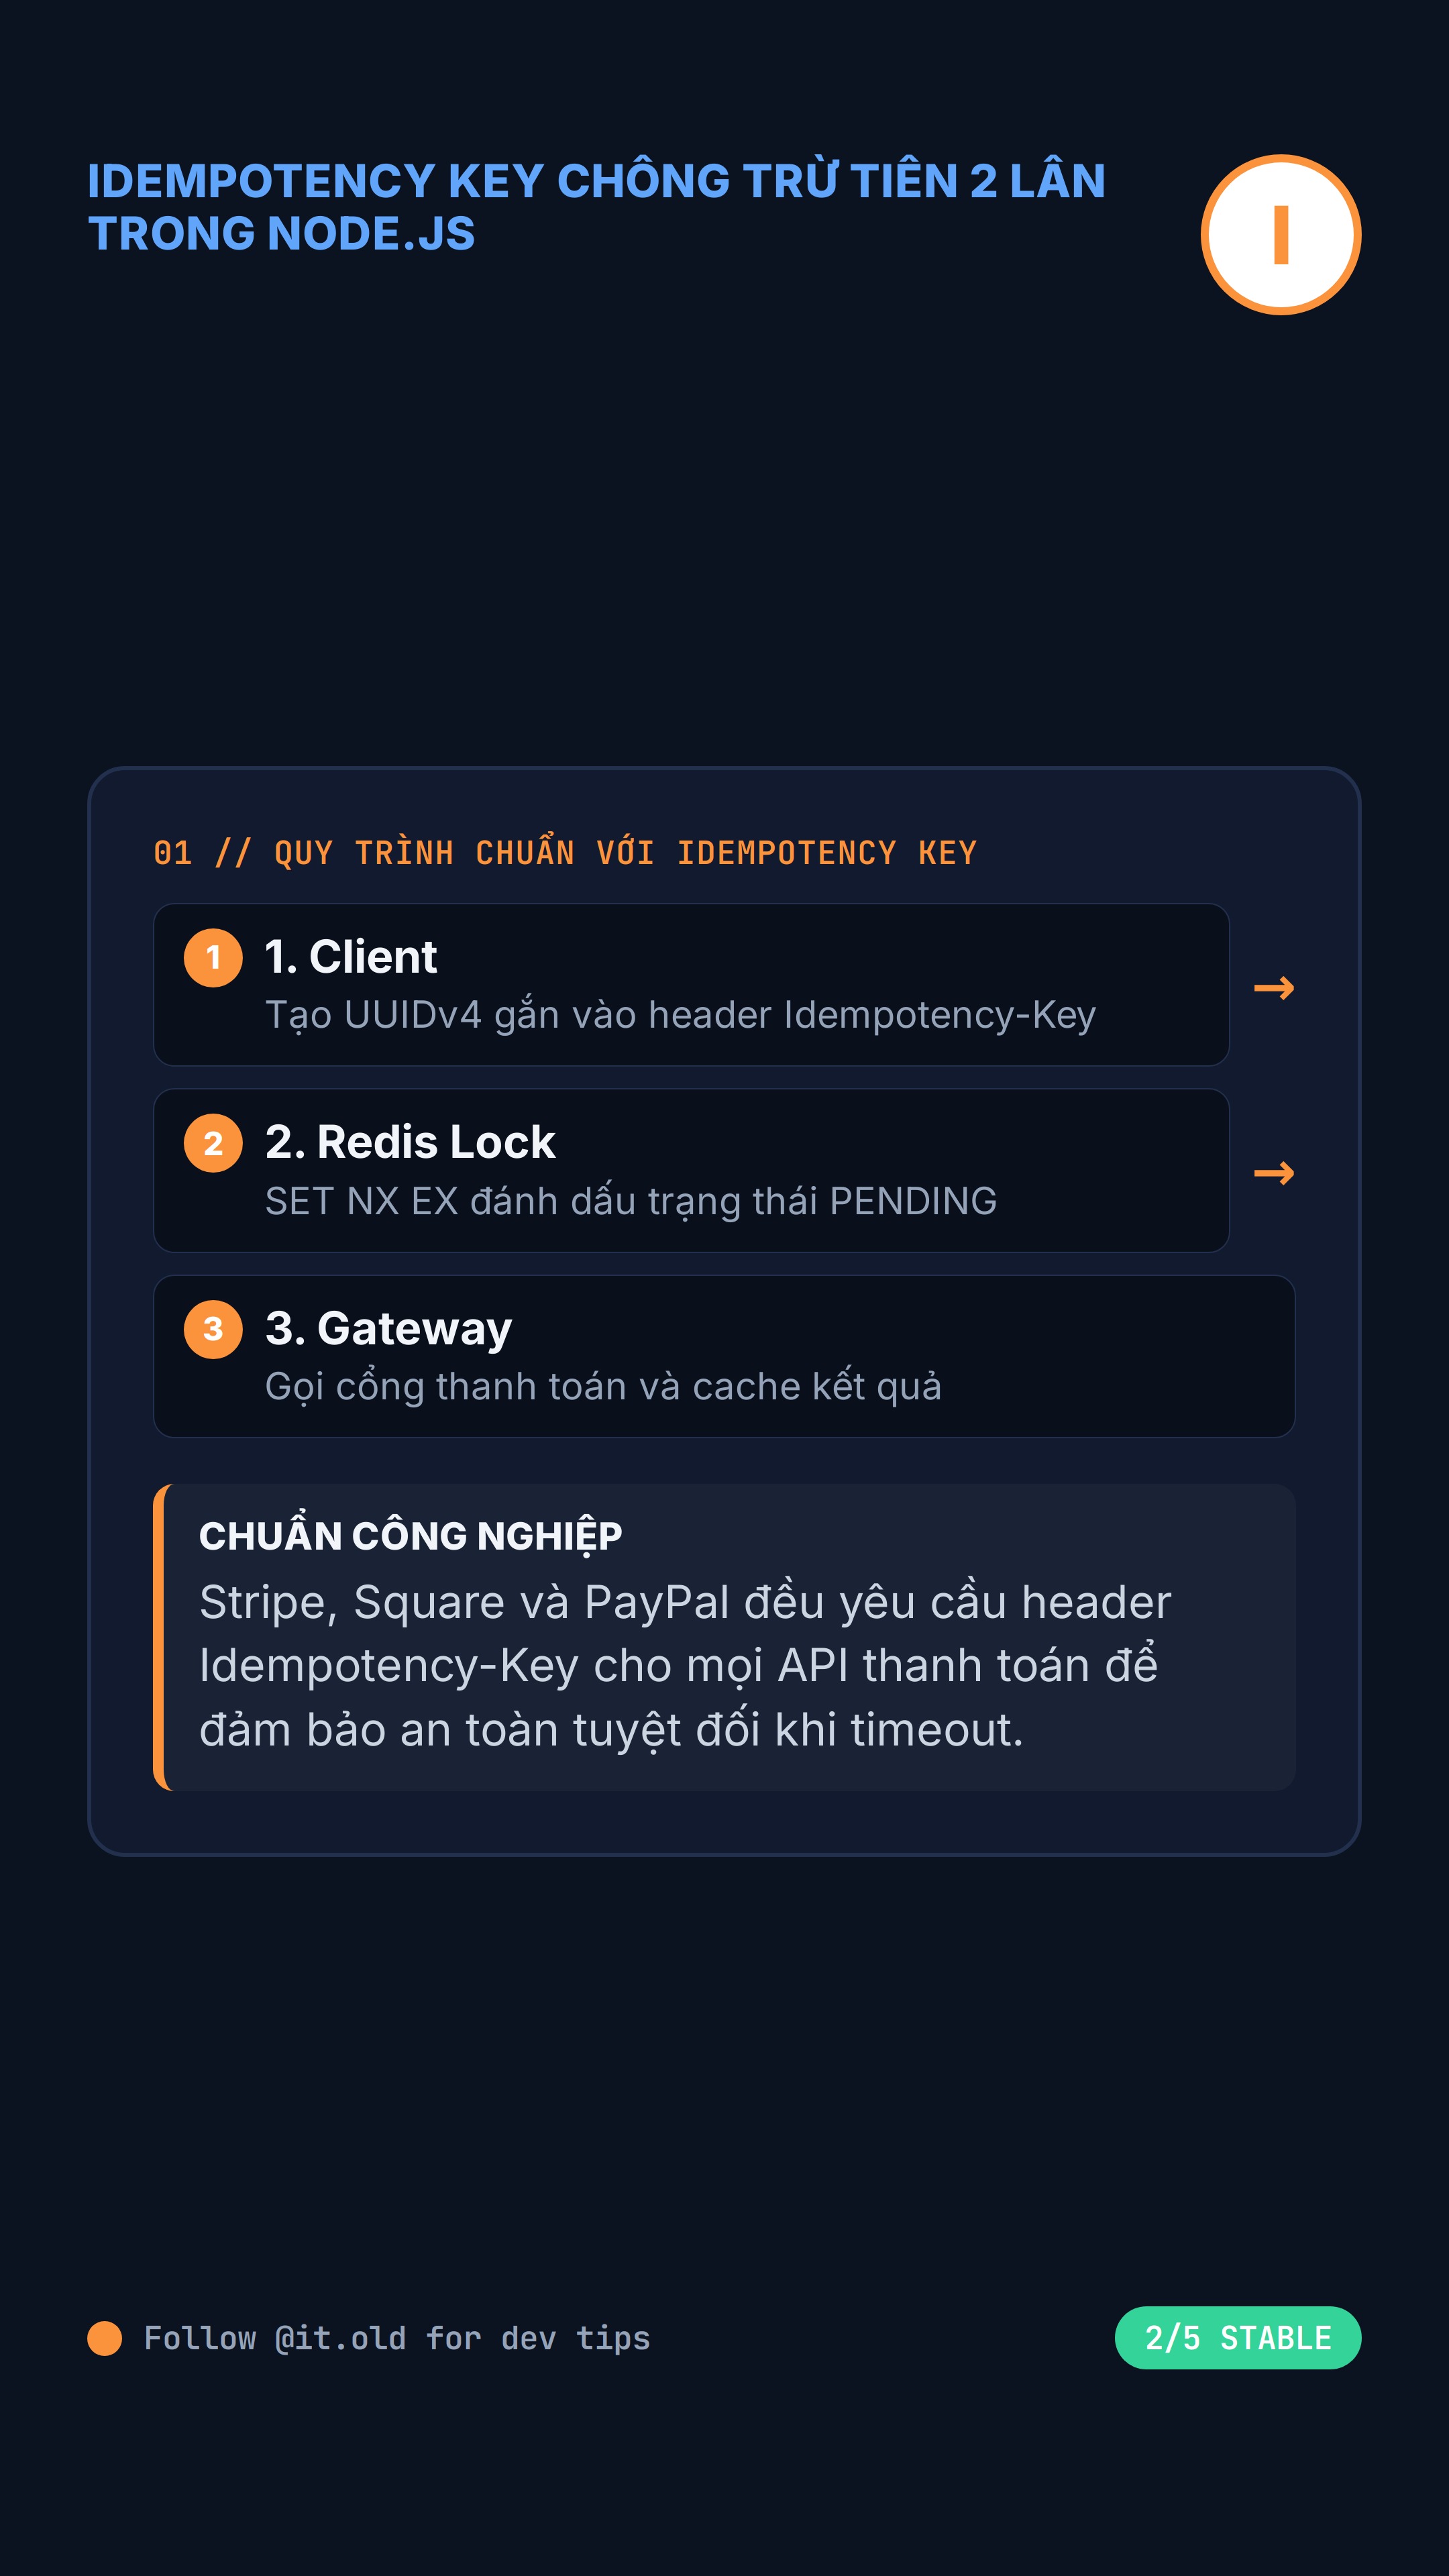 IDEMPOTENCY KEY CHÔNG TRỪ TIÊN 2 LÂN
TRONG NODE.JS
I
01 // QUY TRÌNH CHUẨN VỚI IDEMPOTENCY KEY
1 1. Client
Tạo UUIDv4 gắn vào header Idempotency-Key
→
2 2. Redis Lock
SET NX EX đánh dấu trạng thái PENDING
→
3 3. Gateway
Gọi cổng thanh toán và cache kết quả
CHUẨN CÔNG NGHIỆP
Stripe, Square và PayPal đều yêu cầu header
Idempotency-Key cho mọi API thanh toán để
đảm bảo an toàn tuyệt đối khi timeout.
Follow @it.old for dev tips
2/5 STABLE